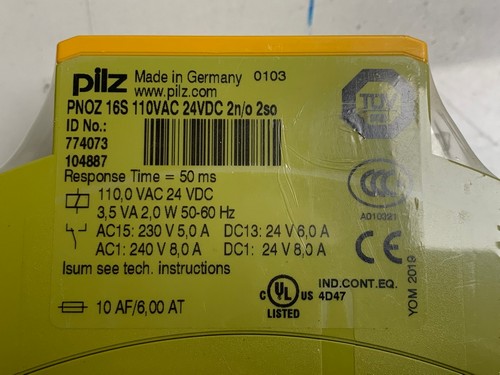 pilz Made in Germany 0103
www.pilz.com
PNOZ 16S 110VAC 24VDC 2n/o 2so
ID No.:
774073
104887
Response Time = 50 ms
110,0 VAC 24 VDC
3,5 VA 2,0 W 50-60 Hz
AC15: 230 V 5,0 A DC13: 24 V 6,0 A
AC1: 240 V 8,0 A DC1: 24 V 8,0 A
Isum see tech. instructions
10 AF/6,00 AT
TÜV
CCC
A010321
CE
C UL US
LISTED
IND.CONT.EQ.
4D47
YOM 2019